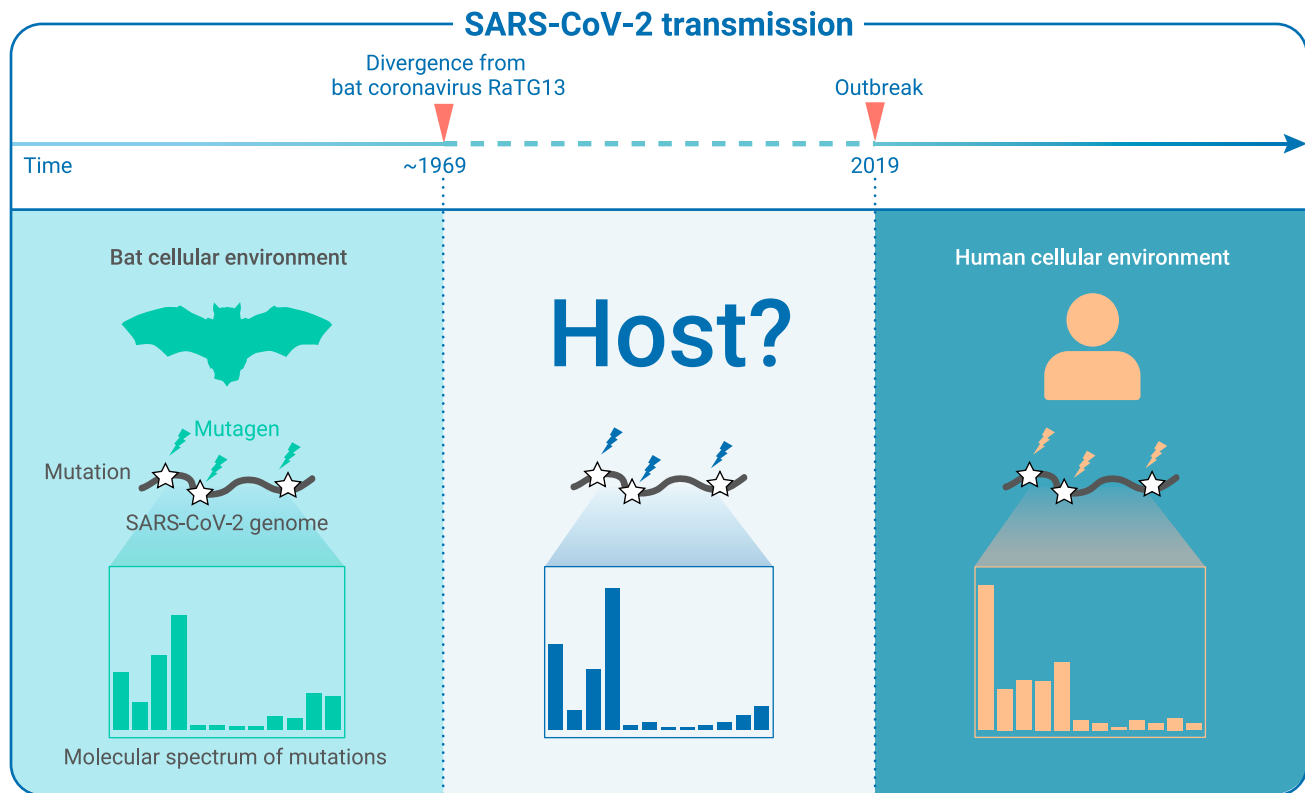 SARS-CoV-2 transmission
Divergence from
bat coronavirus RaTG13
Outbreak
Time
~1969
2019
Bat cellular environment
Human cellular environment
Host?
Mutagen
Mutation
SARS-CoV-2 genome
Molecular spectrum of mutations